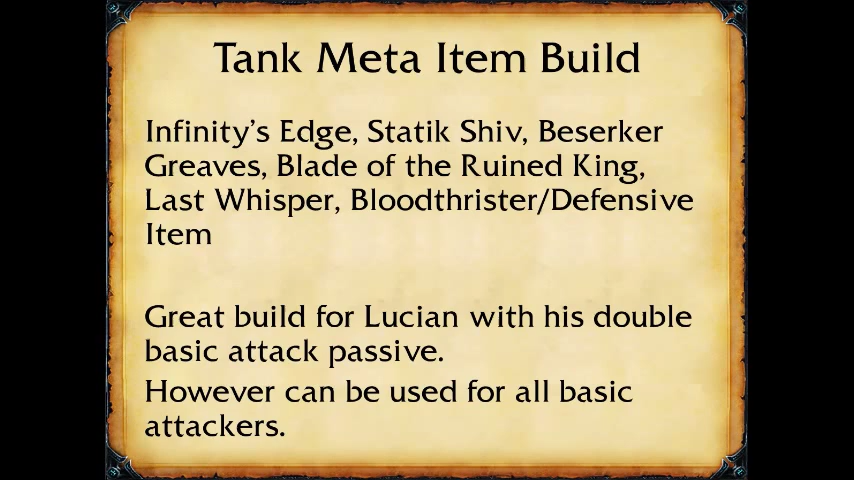 Tank Meta Item Build
Infinity's Edge, Statik Shiv, Beserker
Greaves, Blade of the Ruined King,
Last Whisper, Bloodthrister/Defensive
Item
Great build for Lucian with his double
basic attack passive.
However can be used for all basic
attackers.